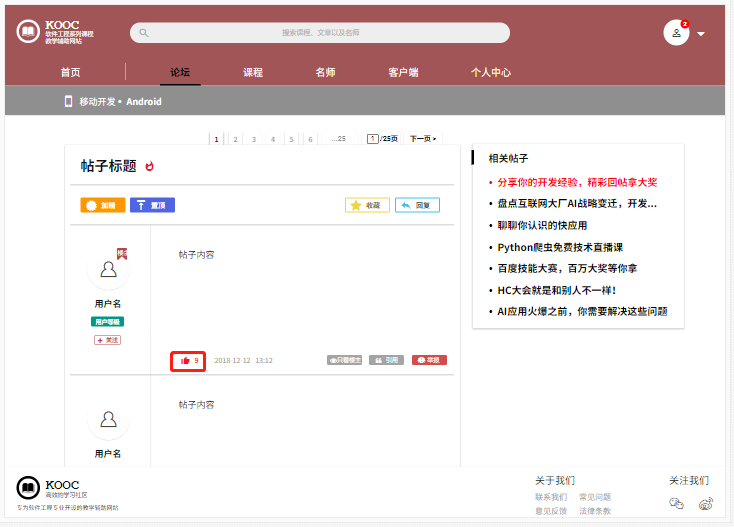 KOOC
软件工程系列课程
教学辅助网站
搜索课程、文章以及名师
2
首页
论坛
课程
名师
客户端
个人中心
移动开发 • Android
1 2 3 4 5 6 ...25 1 /25页 下一页 >
帖子标题
加精
置顶
收藏
回复
帖子内容
用户名
用户等级
+ 关注
9
2018-12-12 13:12
只看楼主
引用
举报
帖子内容
用户名
相关帖子
• 分享你的开发经验，精彩回帖拿大奖
• 盘点互联网大厂AI战略变迁，开发...
• 聊聊你认识的快应用
• Python爬虫免费技术直播课
• 百度技能大赛，百万大奖等你拿
• HC大会就是和别人不一样！
• AI应用火爆之前，你需要解决这些问题
KOOC
高效的学习社区
5为软件工程5业开设的教学辅助网站
关于我们
联系我们 常见问题
意见反馈 法律条款
关注我们